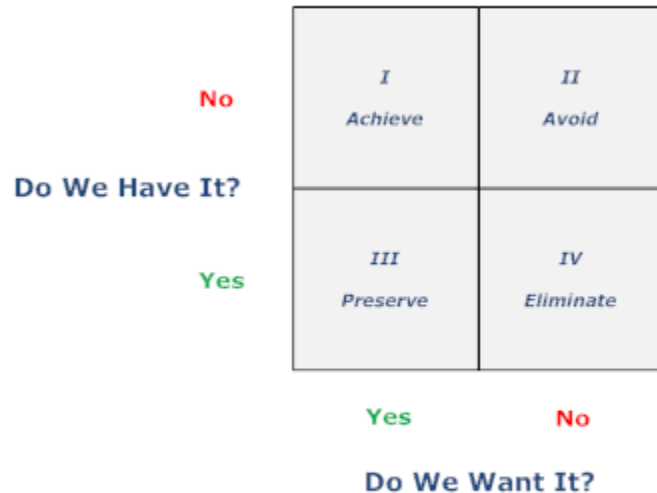 I
II
No
Achieve
Avoid
Do We Have It?
III
IV
Yes
Preserve
Eliminate
Yes
No
Do We Want It?